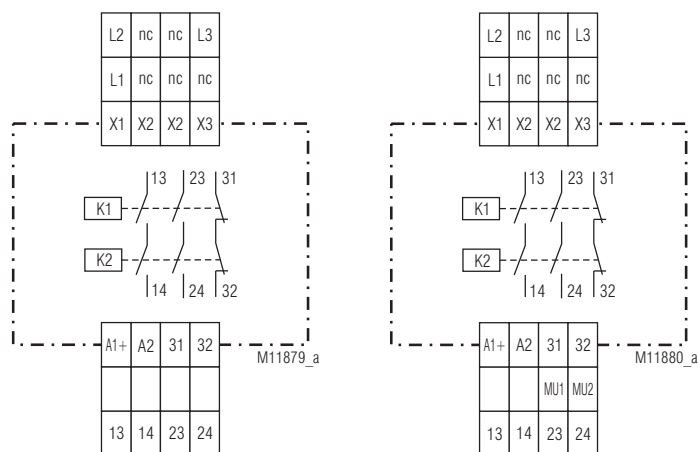 L2 nc nc L3
L1 nc nc nc
X1 X2 X2 X3
13 23 31
K1
K2
14 24 32
A1+ A2 31 32
M11879_a
13 14 23 24
L2 nc nc L3
L1 nc nc nc
X1 X2 X2 X3
13 23 31
K1
K2
14 24 32
A1+ A2 31 32
M11880_a
MU1 MU2
13 14 23 24